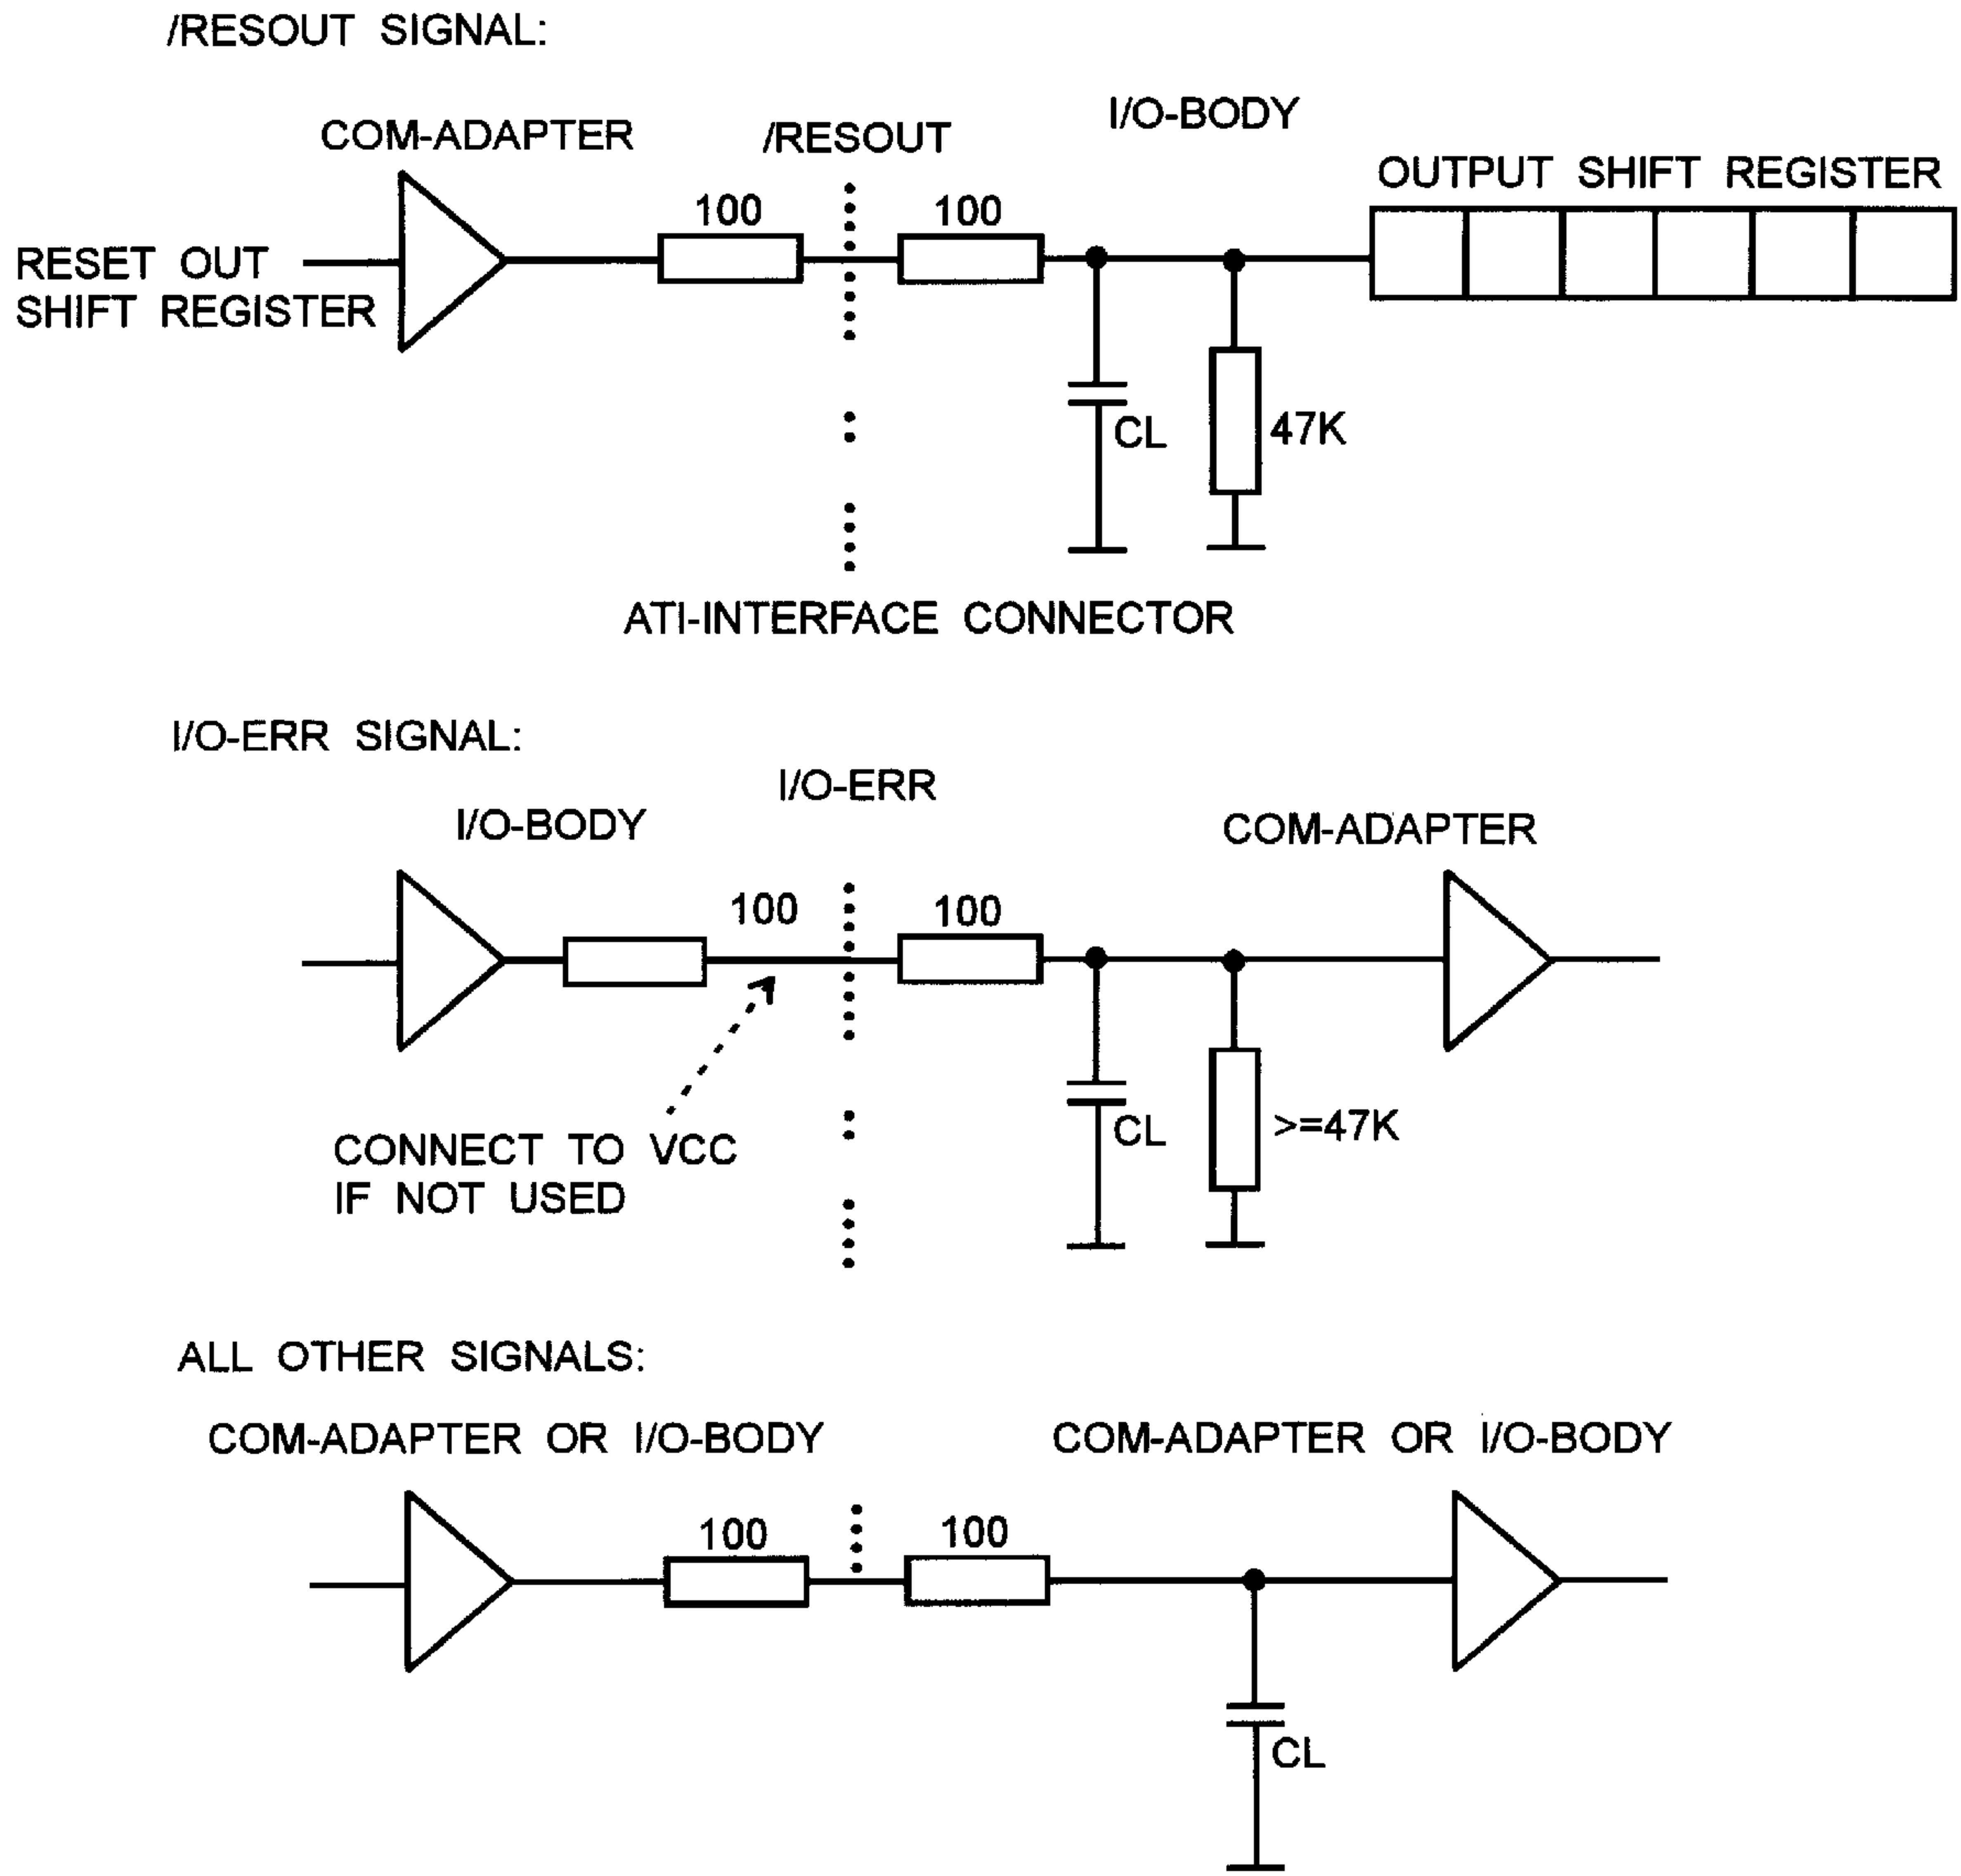 /RESOUT SIGNAL:
COM-ADAPTER
/RESOUT
I/O-BODY
OUTPUT SHIFT REGISTER
100
100
RESET OUT
SHIFT REGISTER
CL
47K
ATI-INTERFACE CONNECTOR
I/O-ERR SIGNAL:
I/O-BODY
I/O-ERR
COM-ADAPTER
100
100
CONNECT TO VCC
IF NOT USED
CL
>=47K
ALL OTHER SIGNALS:
COM-ADAPTER OR I/O-BODY
COM-ADAPTER OR I/O-BODY
100
100
CL